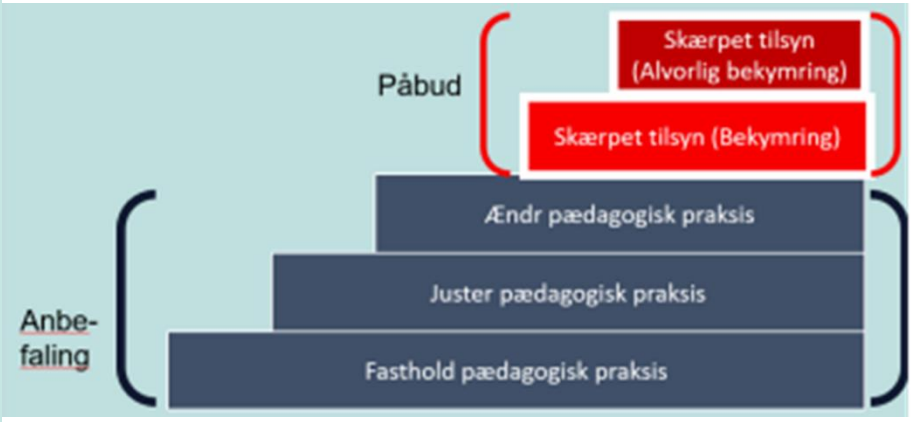 Skærpet tilsyn
(Alvorlig bekymring)
Påbud
Skærpet tilsyn (Bekymring)
Ændr pædagogisk praksis
Juster pædagogisk praksis
Anbe-
faling
Fasthold pædagogisk praksis